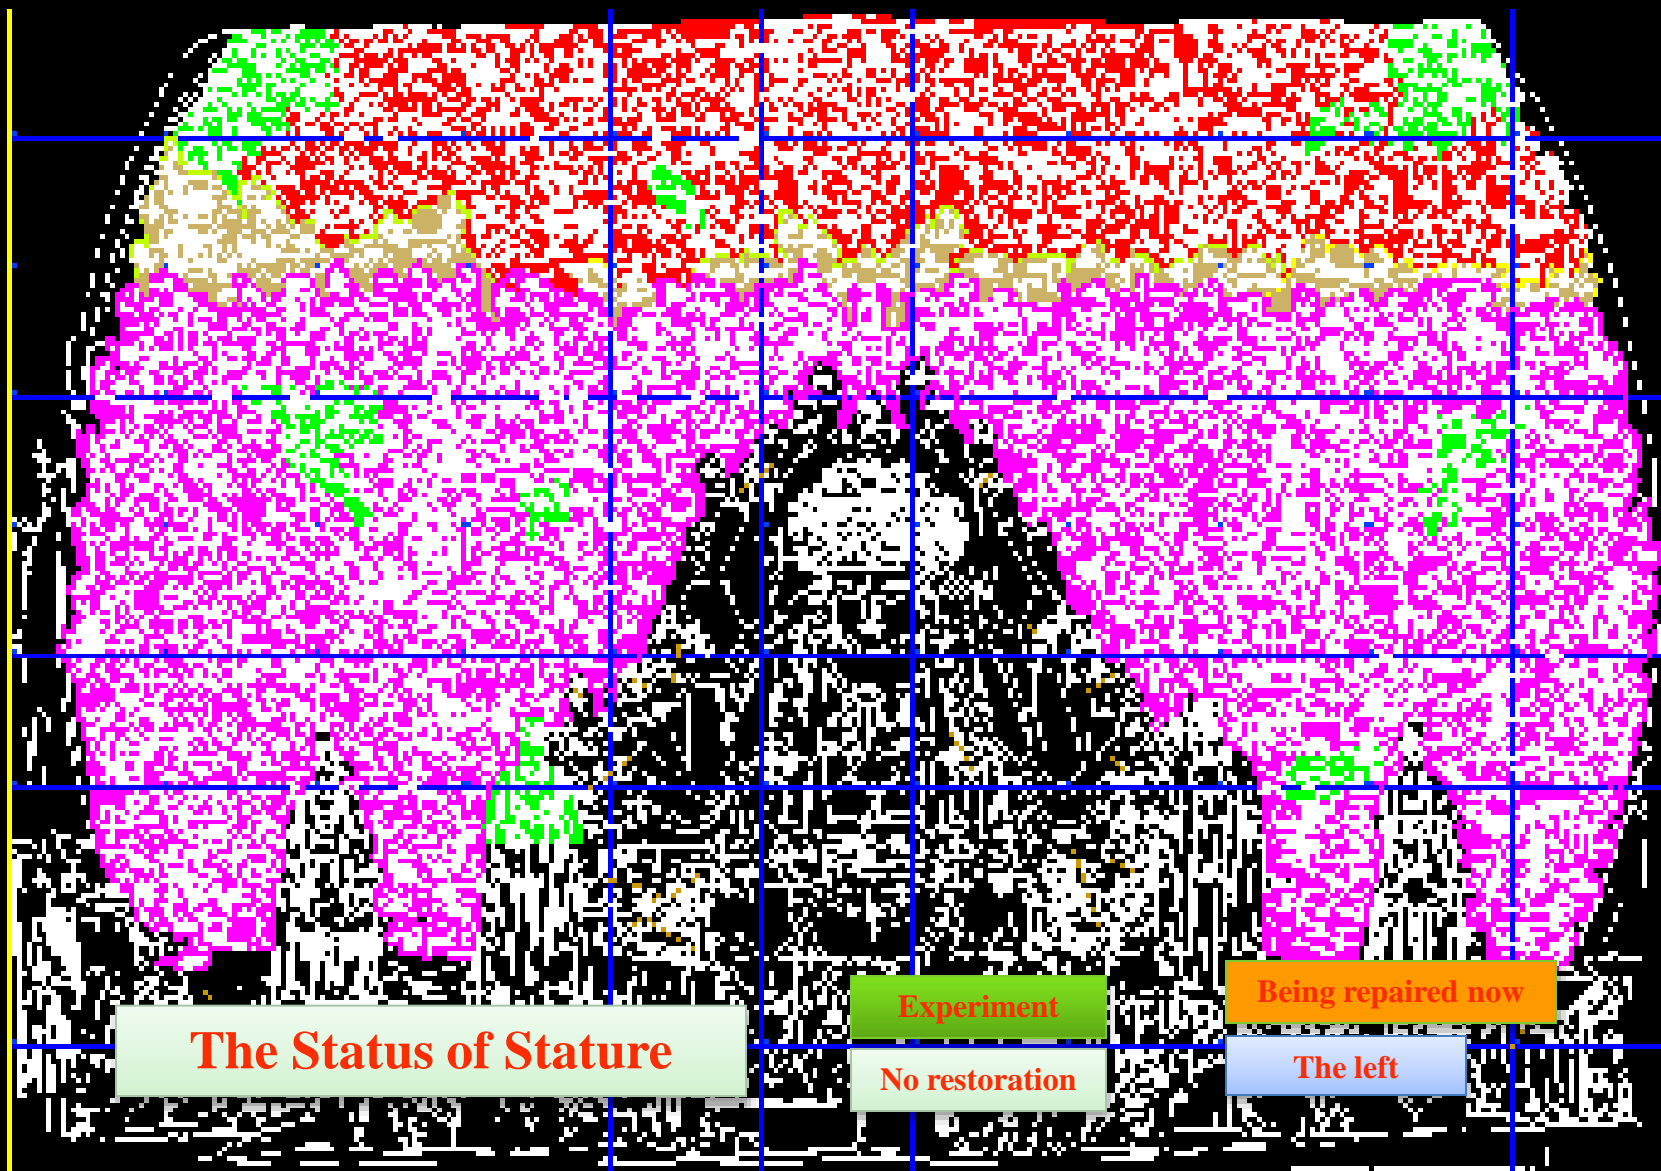 The Status of Stature
Experiment
No restoration
Being repaired now
The left